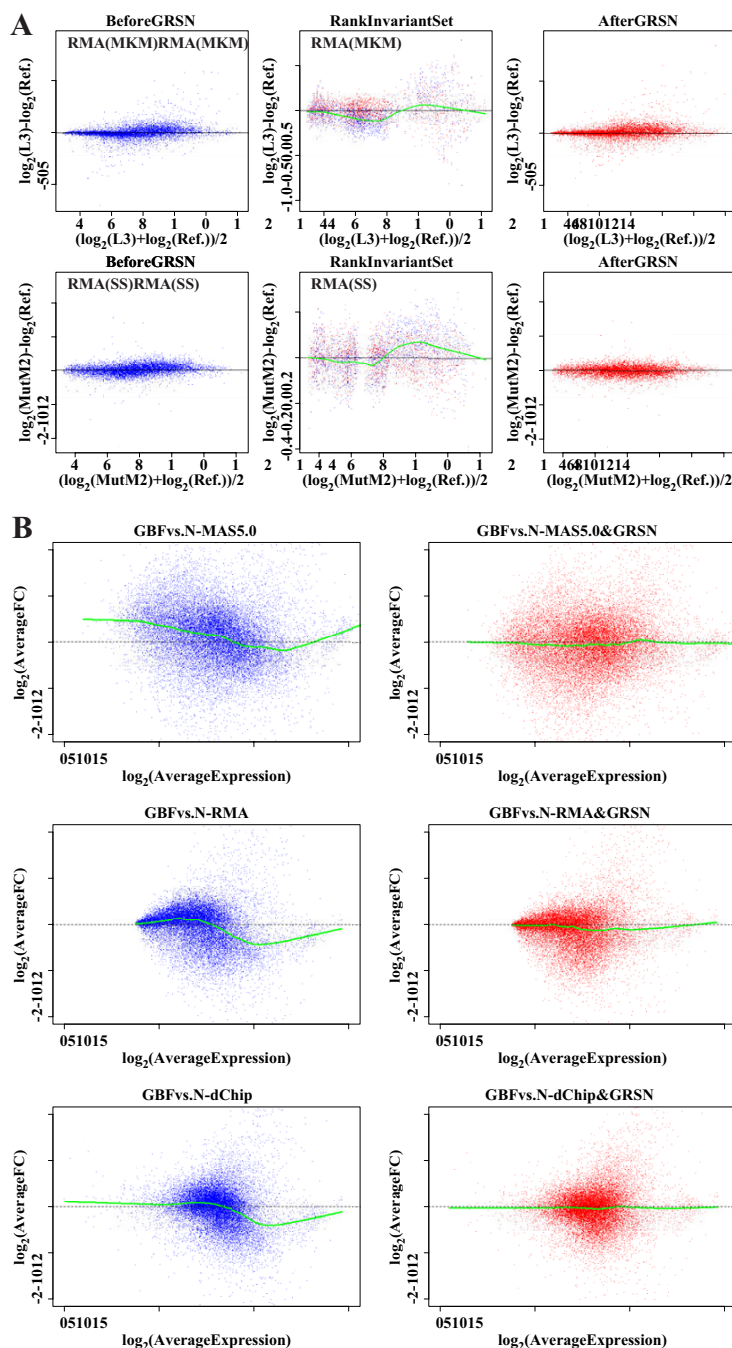 A
BeforeGRSN
RankInvariantSet
AfterGRSN
RMA(MKM)RMA(MKM)
RMA(MKM)
log2(L3)-log2(Ref.)
-505
log2(L3)-log2(Ref.)
-1.0-0.50.00.5
log2(L3)-log2(Ref.)
-505
4 6 8 1 0 1
2 1 44 6 8 1 0 1
2 1 468101214
(log2(L3)+log2(Ref.))/2
(log2(L3)+log2(Ref.))/2
(log2(L3)+log2(Ref.))/2
BeforeGRSN
RankInvariantSet
AfterGRSN
RMA(SS)RMA(SS)
RMA(SS)
log2(MutM2)-log2(Ref.)
-2-1012
log2(MutM2)-log2(Ref.)
-0.4-0.20.00.2
log2(MutM2)-log2(Ref.)
-2-1012
4 6 8 1 0 1
2 1 4 4 6 8 1 0 1
2 1 468101214
(log2(MutM2)+log2(Ref.))/2
(log2(MutM2)+log2(Ref.))/2
(log2(MutM2)+log2(Ref.))/2
B
GBFvs.N-MAS5.0
GBFvs.N-MAS5.0&GRSN
log2(AverageFC)
-2-1012
log2(AverageFC)
-2-1012
051015
051015
log2(AverageExpression)
log2(AverageExpression)
GBFvs.N-RMA
GBFvs.N-RMA&GRSN
log2(AverageFC)
-2-1012
log2(AverageFC)
-2-1012
051015
051015
log2(AverageExpression)
log2(AverageExpression)
GBFvs.N-dChip
GBFvs.N-dChip&GRSN
log2(AverageFC)
-2-1012
log2(AverageFC)
-2-1012
051015
051015
log2(AverageExpression)
log2(AverageExpression)